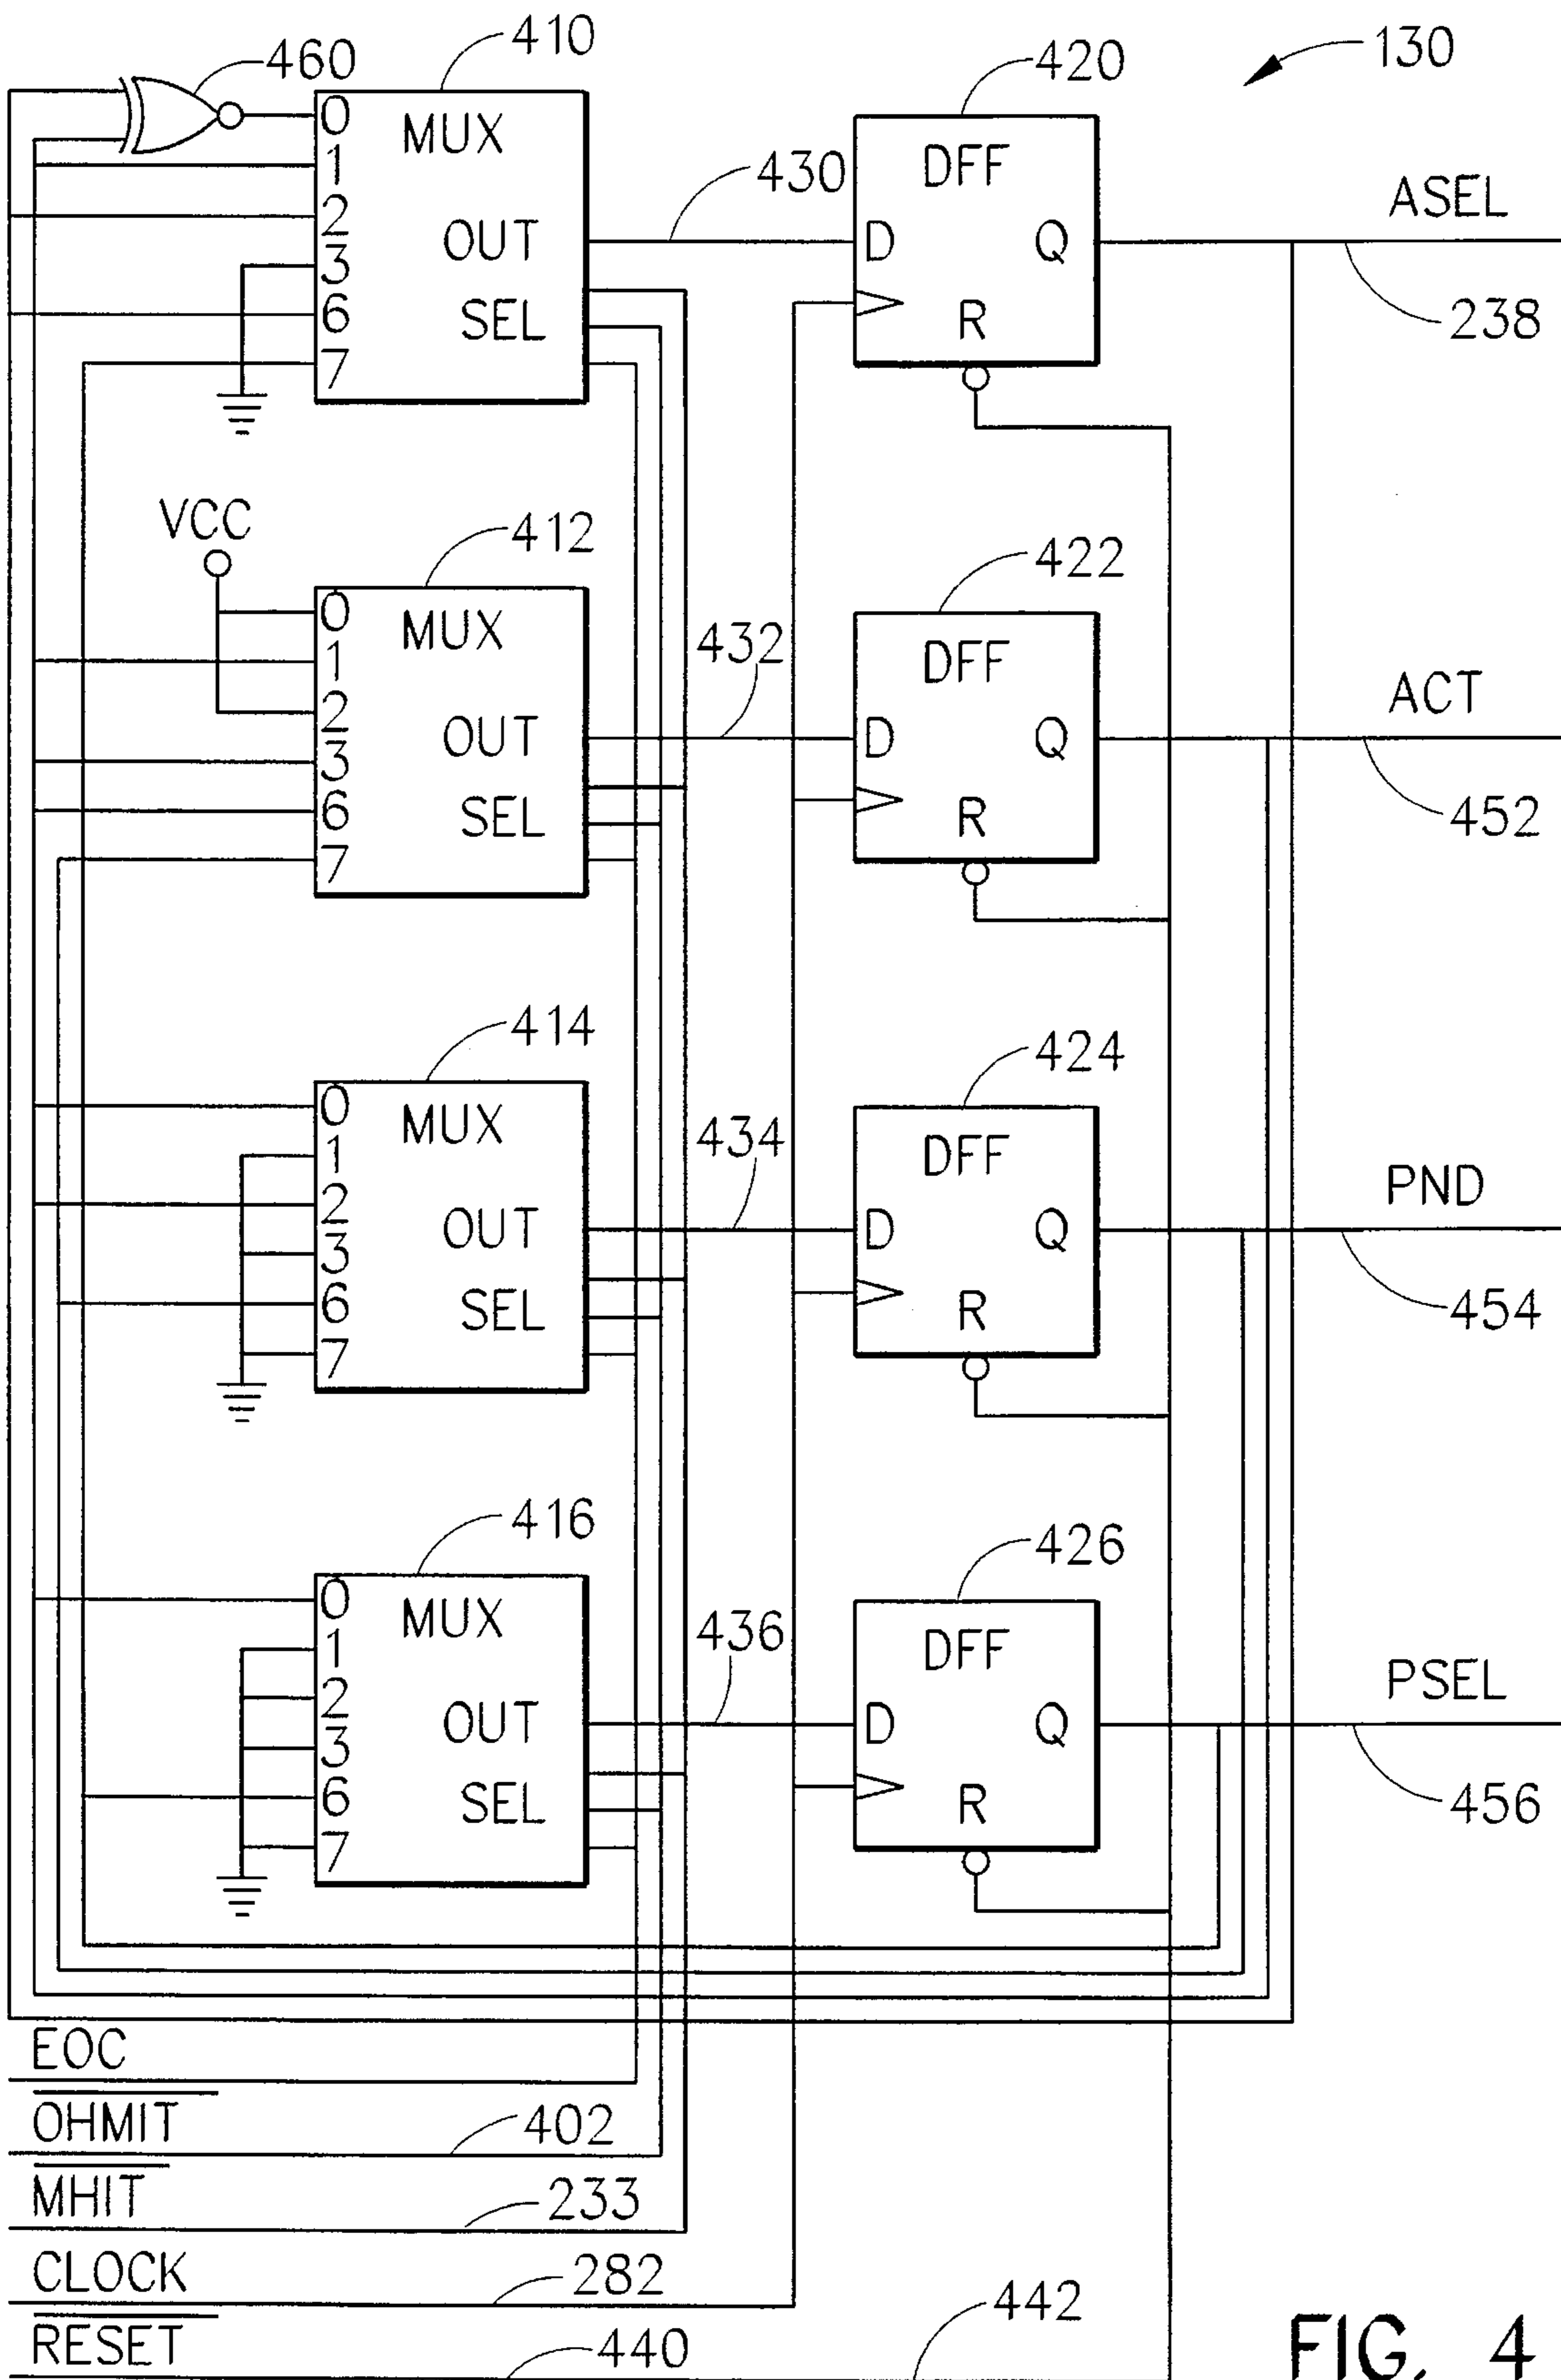 410
130
460
420
0
MUX
1
2
OUT
3
6
SEL
7
430
DFF
D
Q
R
ASEL
238
VCC
412
422
0
MUX
1
2
OUT
3
6
SEL
7
432
DFF
D
Q
R
ACT
452
414
424
0
MUX
1
2
OUT
3
6
SEL
7
434
DFF
D
Q
R
PND
454
416
426
0
MUX
1
2
OUT
3
6
SEL
7
436
DFF
D
Q
R
PSEL
456
EOC
OHMIT
402
MHIT
233
CLOCK
282
RESET
440
442
FIG. 4